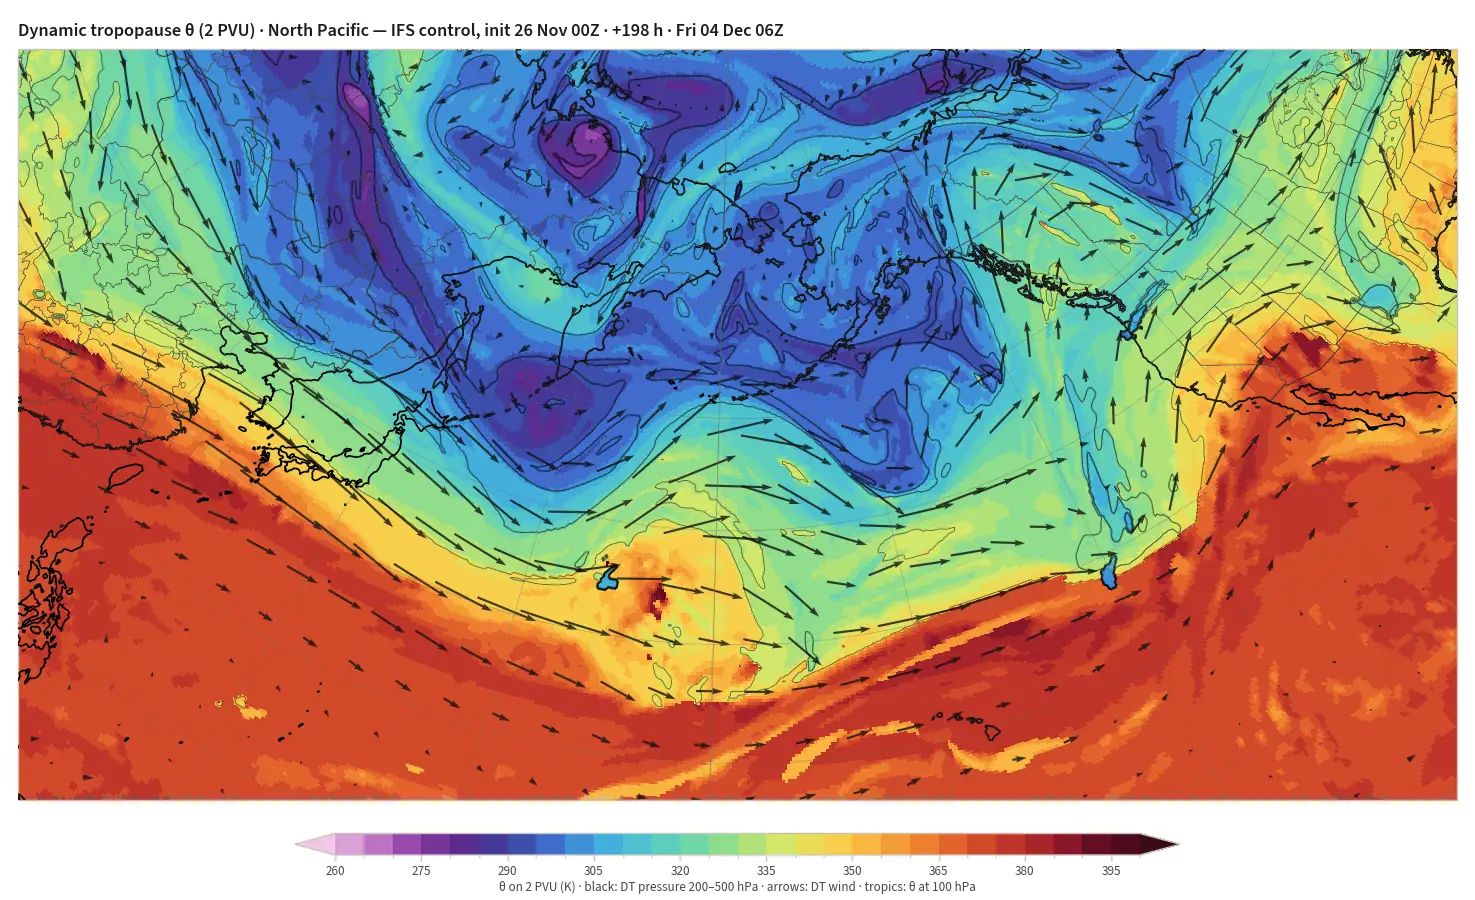 Dynamic tropopause θ (2 PVU) · North Pacific — IFS control, init 26 Nov 00Z · +198 h · Fri 04 Dec 06Z
260 275 290 305 320 335 350 365 380 395
θ on 2 PVU (K) · black: DT pressure 200–500 hPa · arrows: DT wind · tropics: θ at 100 hPa